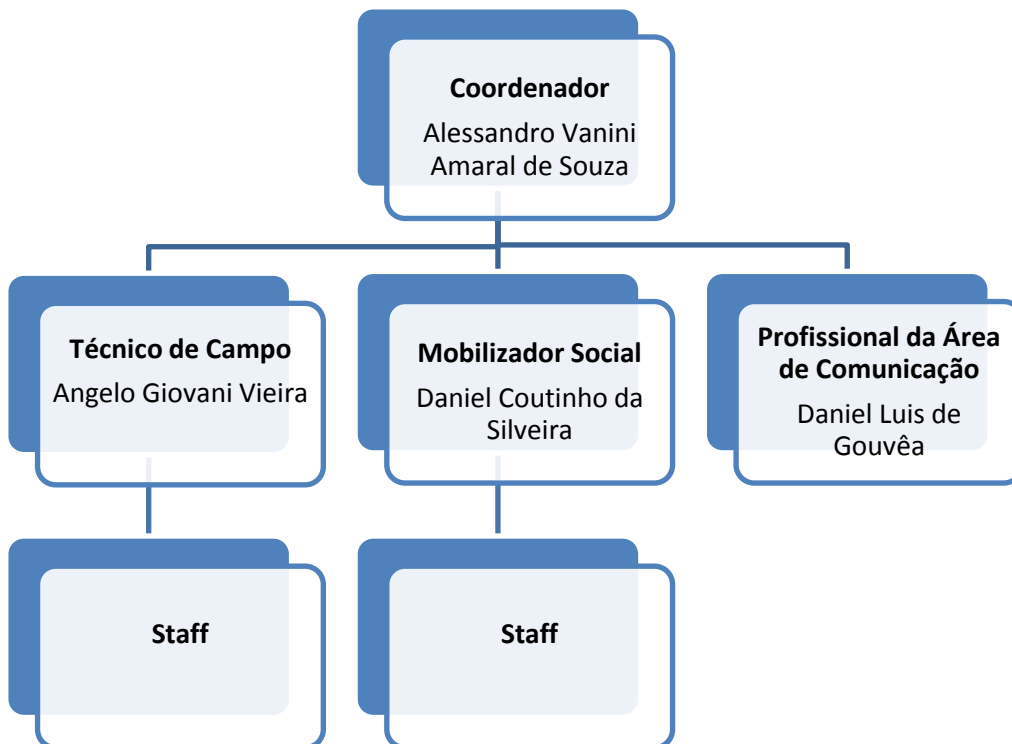 Coordenador
Alessandro Vanini
Amaral de Souza
Técnico de Campo
Angelo Giovani Vieira
Mobilizador Social
Daniel Coutinho da
Silveira
Profissional da Área
de Comunicação
Daniel Luis de
Gouvêa
Staff
Staff